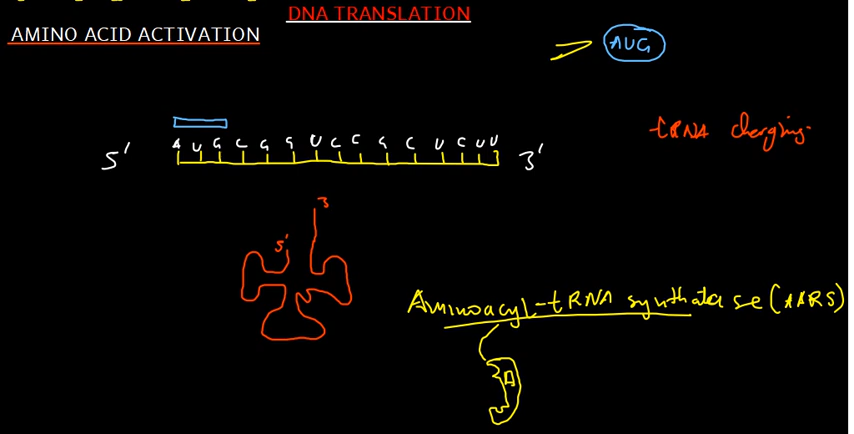 DNA TRANSLATION
AMINO ACID ACTIVATION
AUG
tRNA charging.
A U G C G G U C C G C U C U U
5' 3'
3
5'
Aminoacyl-tRNA synthatase (AARS)